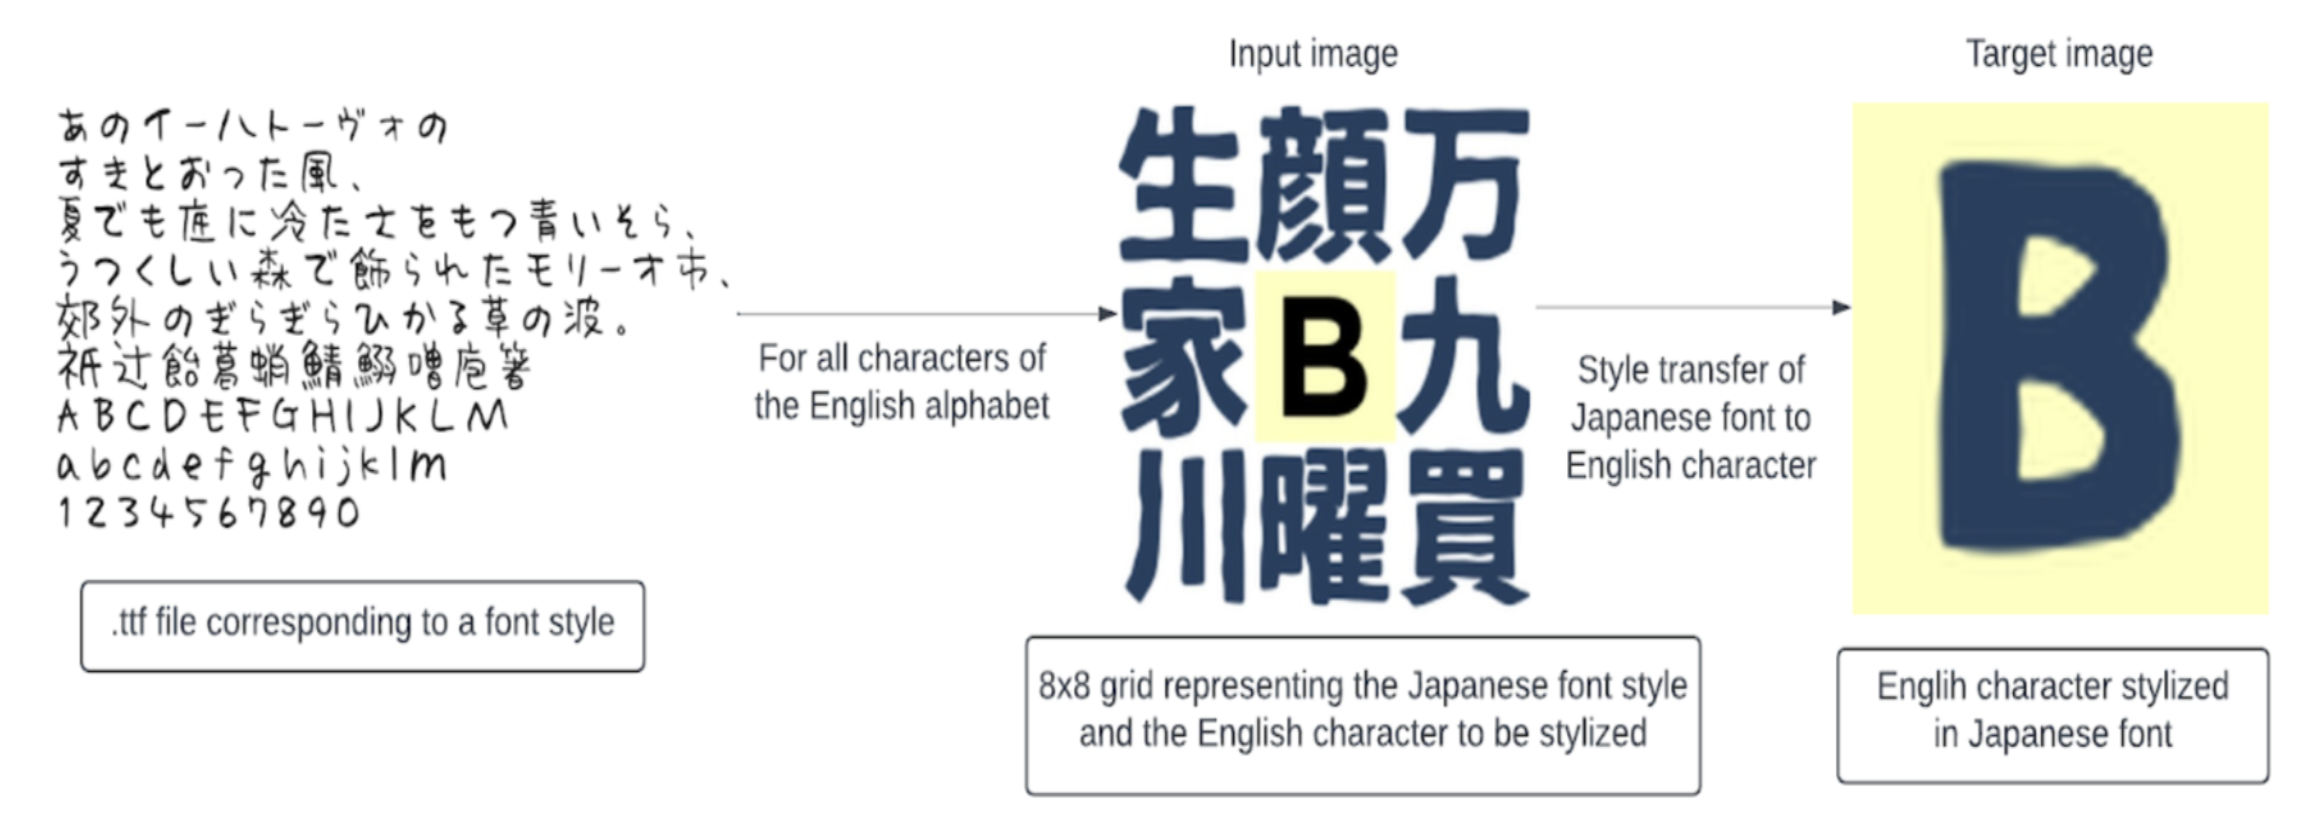 あのイーハトーヴォの
すきとおった風、
夏でも底に冷たさをもつ青いそら、
うつくしい森で飾られたモリーオ市、
郊外のぎらぎらひかる草の波。
祇辻飴葛蛸鯖鰯噌庖箸
ABCDEFGHIJKLM
abcdefghijklm
1234567890
.ttf file corresponding to a font style
For all characters of
the English alphabet
Input image
生顔万
家B九
川曜買
8x8 grid representing the Japanese font style
and the English character to be stylized
Style transfer of
Japanese font to
English character
Target image
B
Englih character stylized
in Japanese font